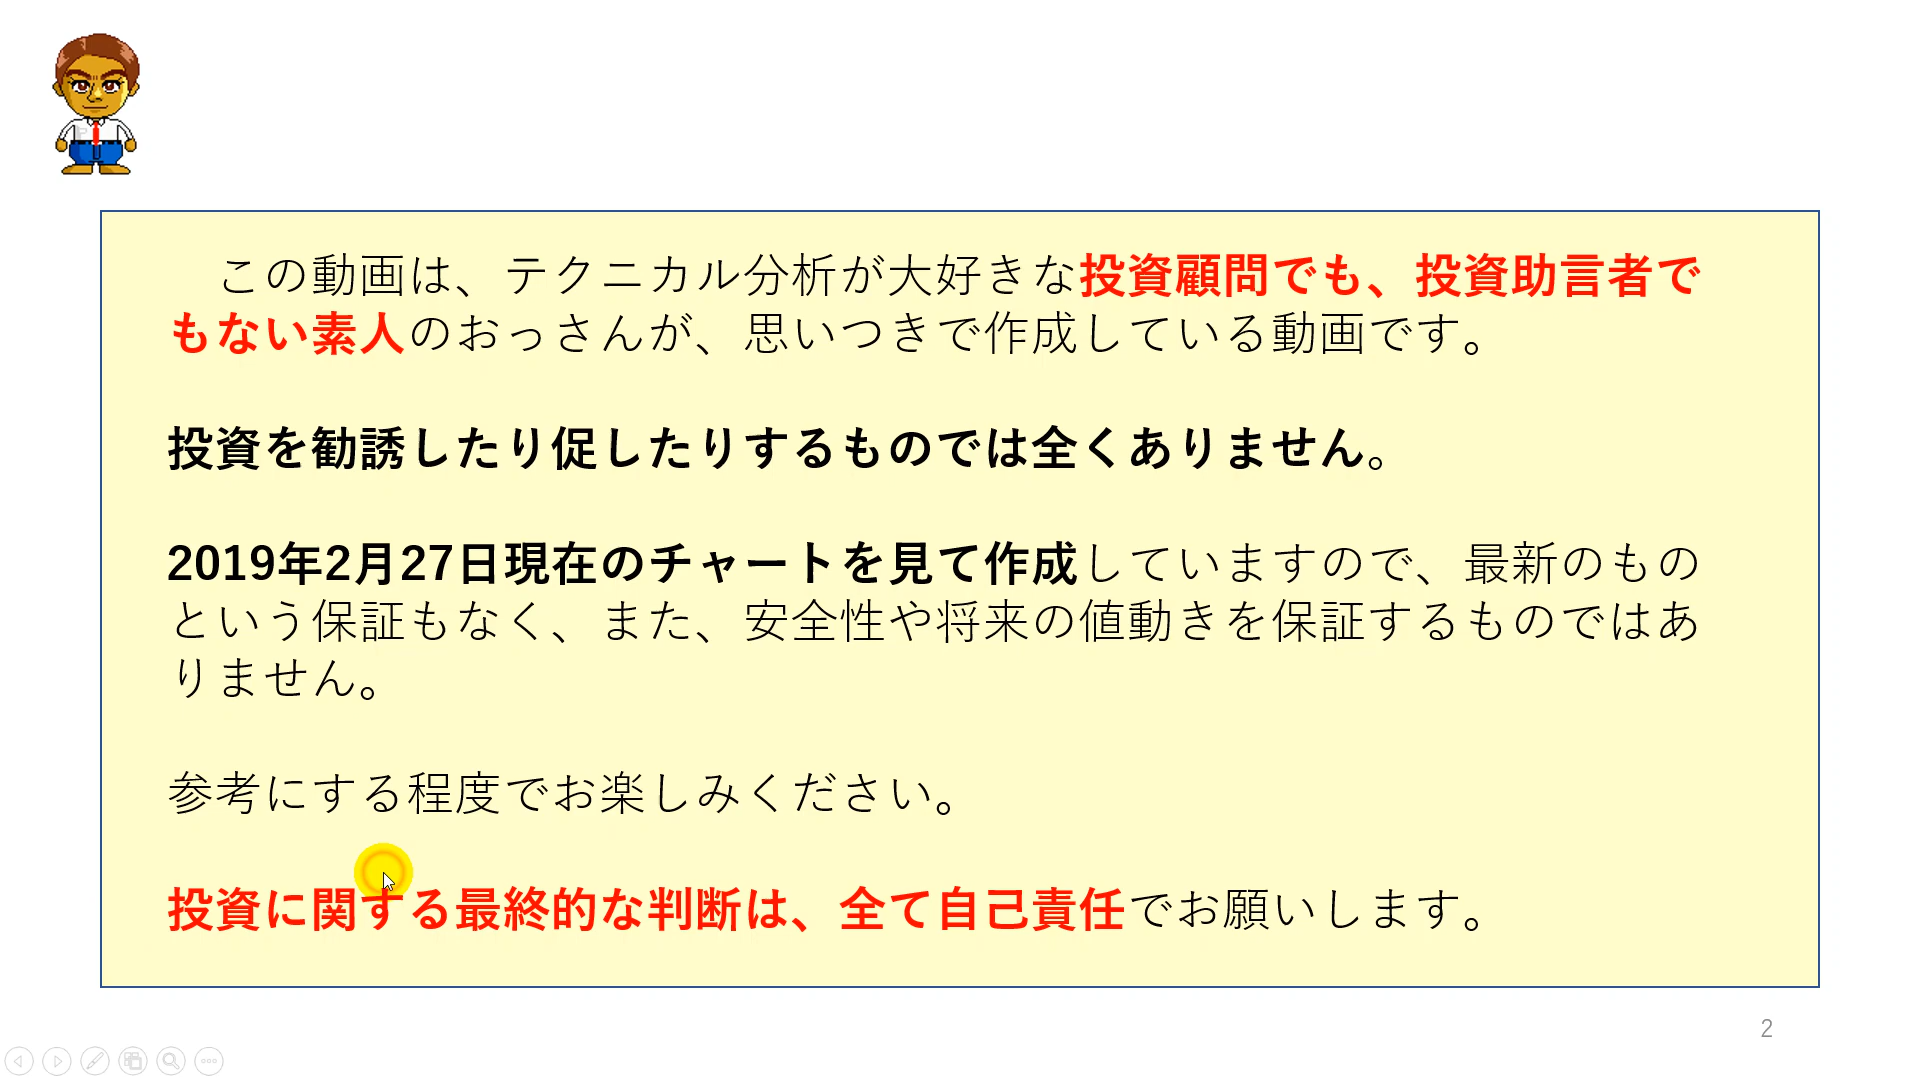 この動画は、テクニカル分析が大好きな投資顧問でも、投資助言者で
もない素人のおっさんが、思いつきで作成している動画です。
投資を勧誘したり促したりするものでは全くありません。
2019年2月27日現在のチャートを見て作成していますので、最新のもの
という保証もなく、また、安全性や将来の値動きを保証するものではあ
りません。
参考にする程度でお楽しみください。
投資に関する最終的な判断は、全て自己責任でお願いします。
2